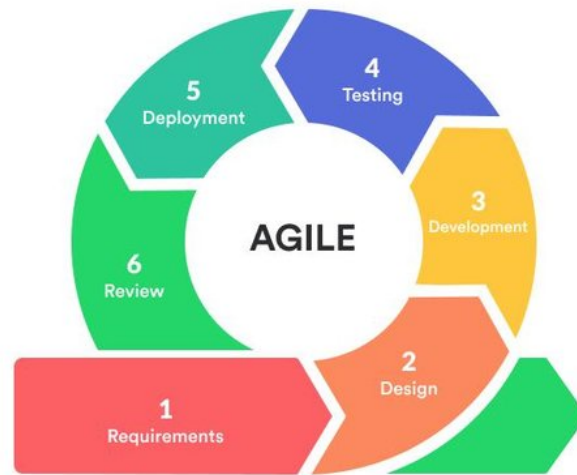 1
Requirements
2
Design
3
Development
4
Testing
5
Deployment
6
Review
AGILE